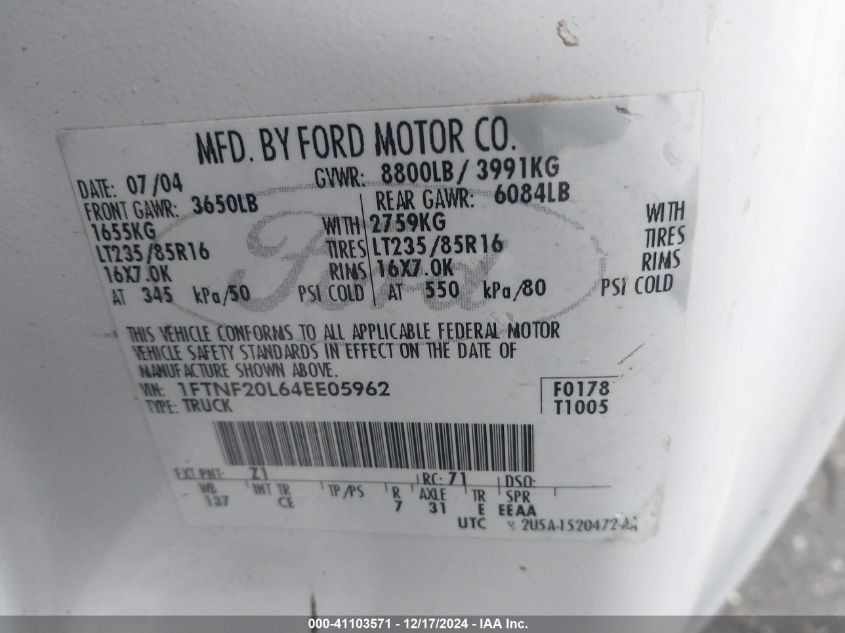 MFD. BY FORD MOTOR CO.
DATE: 07/04 GVWR: 8800LB/ 3991KG
FRONT GAWR: 3650LB REAR GAWR: 6084LB
1655KG WITH 2759KG WITH
LT235/85R16 TIRES LT235/85R16 TIRES
16X7.0K RIMS 16X7.0K RIMS
AT 345 kPa/50 PSI COLD AT 550 kPa/80 PSI COLD
Ford
THIS VEHICLE CONFORMS TO ALL APPLICABLE FEDERAL MOTOR
VEHICLE SAFETY STANDARDS IN EFFECT ON THE DATE OF
MANUFACTURE SHOWN ABOVE.
VIN: 1FTNF20L64EE05962 F0178
TYPE: TRUCK T1005
EXT PNT: Z1 RC: 71 DSO:
WB INT TR TP/PS R AXLE TR SPR
137 CE 7 31 E EEAA
UTC 2U5A-1520472-AA
000-41103571 / 12/17/2024 - IAA Inc.